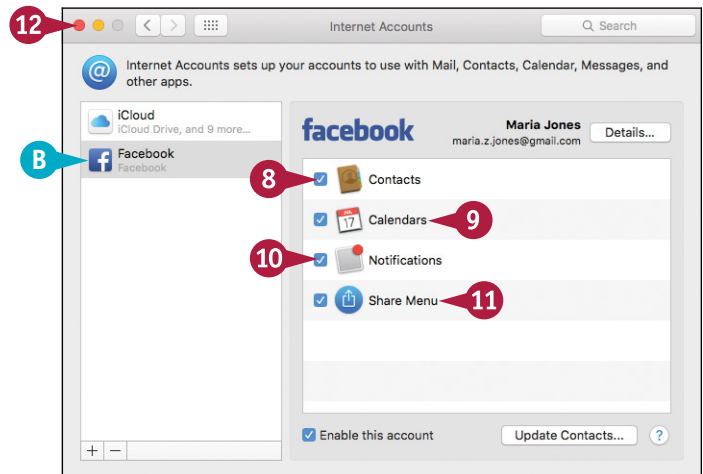 12
Internet Accounts
Search
Internet Accounts sets up your accounts to use with Mail, Contacts, Calendar, Messages, and
other apps.
iCloud
iCloud Drive, and 9 more...
B
Facebook
Facebook
facebook
Maria Jones
maria.z.jones@gmail.com
Details...
8
Contacts
JUL
17
Calendars
9
10
Notifications
Share Menu
11
Enable this account
Update Contacts...
?
+ −